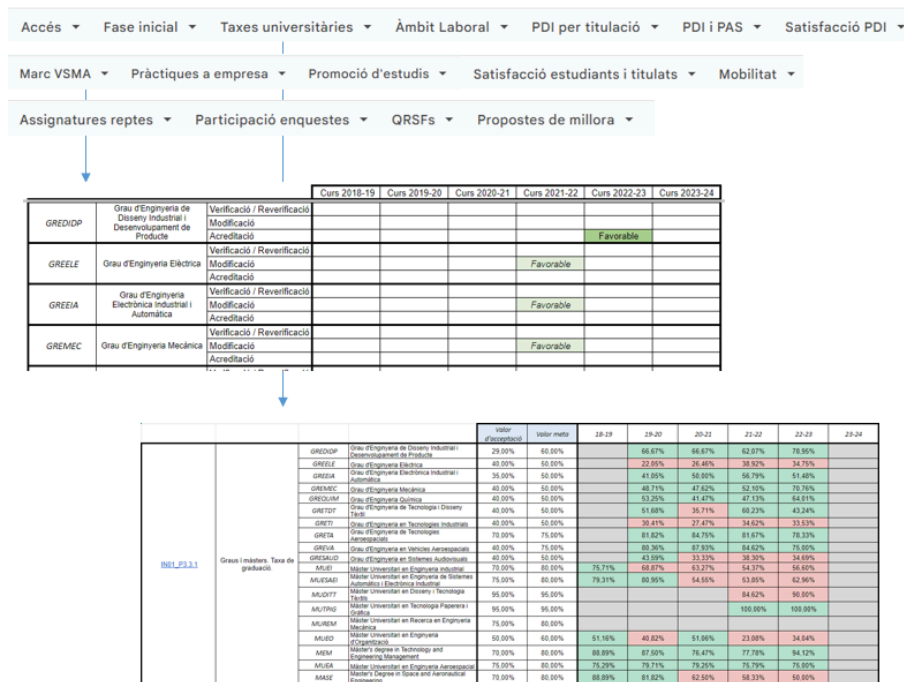 Accés Fase inicial Taxes universitàries Àmbit Laboral PDI per titulació PDI i PAS Satisfacció PDI
Marc VSMA Pràctiques a empresa Promoció d'estudis Satisfacció estudiants i titulats Mobilitat
Assignatures reptes Participació enquestes QRSFs Propostes de millora
Curs 2018-19 Curs 2019-20 Curs 2020-21 Curs 2021-22 Curs 2022-23 Curs 2023-24
GREDIDP
Grau d'Enginyeria de
Disseny Industrial i
Desenvolupament de
Producte
Verificació / Reverificació
Modificació
Acreditació Favorable
GREELE Grau d'Enginyeria Elèctrica
Verificació / Reverificació
Modificació Favorable
Acreditació
GREEIA
Grau d'Enginyeria
Electrònica Industrial i
Automàtica
Verificació / Reverificació
Modificació Favorable
Acreditació
GREMEC Grau d'Enginyeria Mecánica
Verificació / Reverificació
Modificació Favorable
Acreditació
Valor
d'acceptació
Valor meta 18-19 19-20 20-21 21-22 22-23 23-24
IN01_P3.3.1
Graus i màsters. Taxa de
graduació.
GREDIDP Grau d'Enginyeria de Disseny Industrial i
Desenvolupament de Producte 29,00% 60,00% 66,67% 66,67% 62,07% 70,95%
GREELE Grau d'Enginyeria Elèctrica 40,00% 50,00% 22,05% 26,46% 38,92% 34,75%
GREEIA Grau d'Enginyeria Electrònica Industrial i
Automàtica 35,00% 50,00% 41,05% 50,00% 56,79% 51,48%
GREMEC Grau d'Enginyeria Mecànica 40,00% 50,00% 48,71% 47,62% 52,10% 70,76%
GREQUIM Grau d'Enginyeria Química 40,00% 50,00% 53,25% 41,47% 47,13% 64,01%
GRETDT Grau d'Enginyeria de Tecnologia i Disseny
Tèxtil 40,00% 50,00% 51,68% 35,71% 60,23% 43,24%
GRETI Grau d'Enginyeria en Tecnologies Industrials 40,00% 50,00% 30,41% 27,47% 34,62% 33,53%
GRETA Grau d'Enginyeria de Tecnologies
Aeroespacials 70,00% 75,00% 81,82% 84,75% 81,67% 78,33%
GREVA Grau d'Enginyeria en Vehicles Aeroespacials 40,00% 75,00% 80,36% 87,93% 84,62% 75,00%
GRESAUD Grau d'Enginyeria en Sistemes Audiovisuals 40,00% 50,00% 43,59% 33,33% 38,30% 34,69%
MUEI Màster Universitari en Enginyeria Industrial 70,00% 80,00% 75,71% 68,87% 63,27% 54,37% 56,60%
MUESAEI Màster Universitari en Enginyeria de Sistemes
Automàtics i Electrònica Industrial 75,00% 80,00% 79,31% 80,95% 54,55% 53,85% 62,96%
MUDITT Màster Universitari en Disseny i Tecnologia
Tèxtils 95,00% 95,00% 84,62% 90,00%
MUTPIG Màster Universitari en Tecnologia Paperera i
Gràfica 95,00% 95,00% 100,00% 100,00%
MUREM Màster Universitari en Recerca en Enginyeria
Mecànica 75,00% 80,00%
MUEO Màster Universitari en Enginyeria
d'Organització 50,00% 60,00% 51,16% 40,82% 51,06% 23,08% 34,04%
MEM Màster's degree in Technology and
Engineering Management 70,00% 80,00% 88,89% 87,50% 76,47% 77,78% 94,12%
MUEA Màster Universitari en Enginyeria Aeroespacial 75,00% 80,00% 75,29% 79,71% 79,25% 75,79% 75,00%
MASE Master's Degree in Space and Aeronautical
Engineering 70,00% 80,00% 88,89% 81,82% 62,50% 58,33% 50,00%